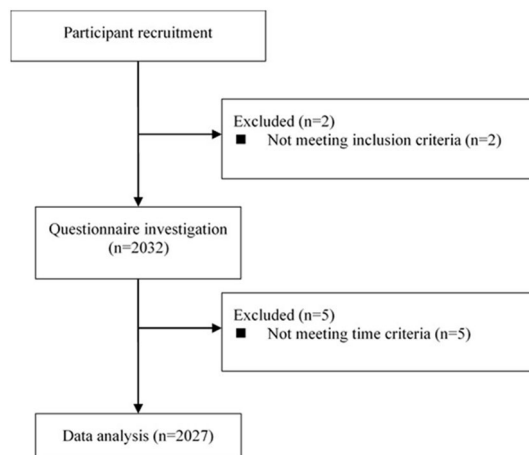 Participant recruitment
Excluded (n=2)
■ Not meeting inclusion criteria (n=2)
Questionnaire investigation
(n=2032)
Excluded (n=5)
■ Not meeting time criteria (n=5)
Data analysis (n=2027)